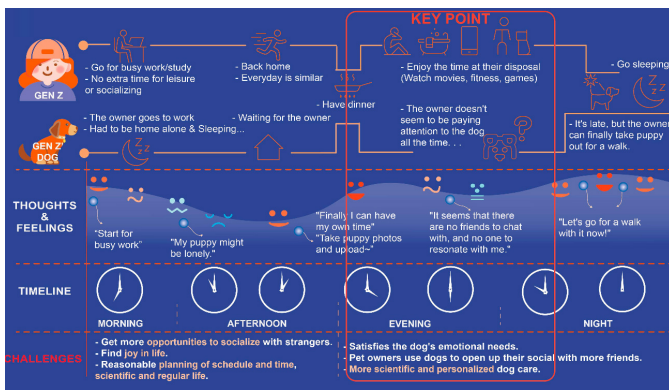 KEY POINT
GEN Z
- Go for busy work/study
- No extra time for leisure
or socializing
- Back home
- Everyday is similar
- Have dinner
- Enjoy the time at their disposal
(Watch movies, fitness, games)
- Go sleeping
GEN Z'
DOG
- The owner goes to work
- Had to be home alone & Sleeping...
- Waiting for the owner
- The owner doesn't
seem to be paying
attention to the dog
all the time. . .
- It's late, but the owner
can finally take puppy
out for a walk.
THOUGHTS
&
FEELINGS
"Start for
busy work"
"My puppy might
be lonely."
"Finally I can have
my own time"
"Take puppy photos
and upload~"
"It seems that there
are no friends to chat
with, and no one to
resonate with me."
"Let's go for a walk
with it now!"
TIMELINE
MORNING
AFTERNOON
EVENING
NIGHT
CHALLENGES
- Get more opportunities to socialize with strangers.
- Find joy in life.
- Reasonable planning of schedule and time,
scientific and regular life.
- Satisfies the dog's emotional needs.
- Pet owners use dogs to open up their social with more friends.
- More scientific and personalized dog care.